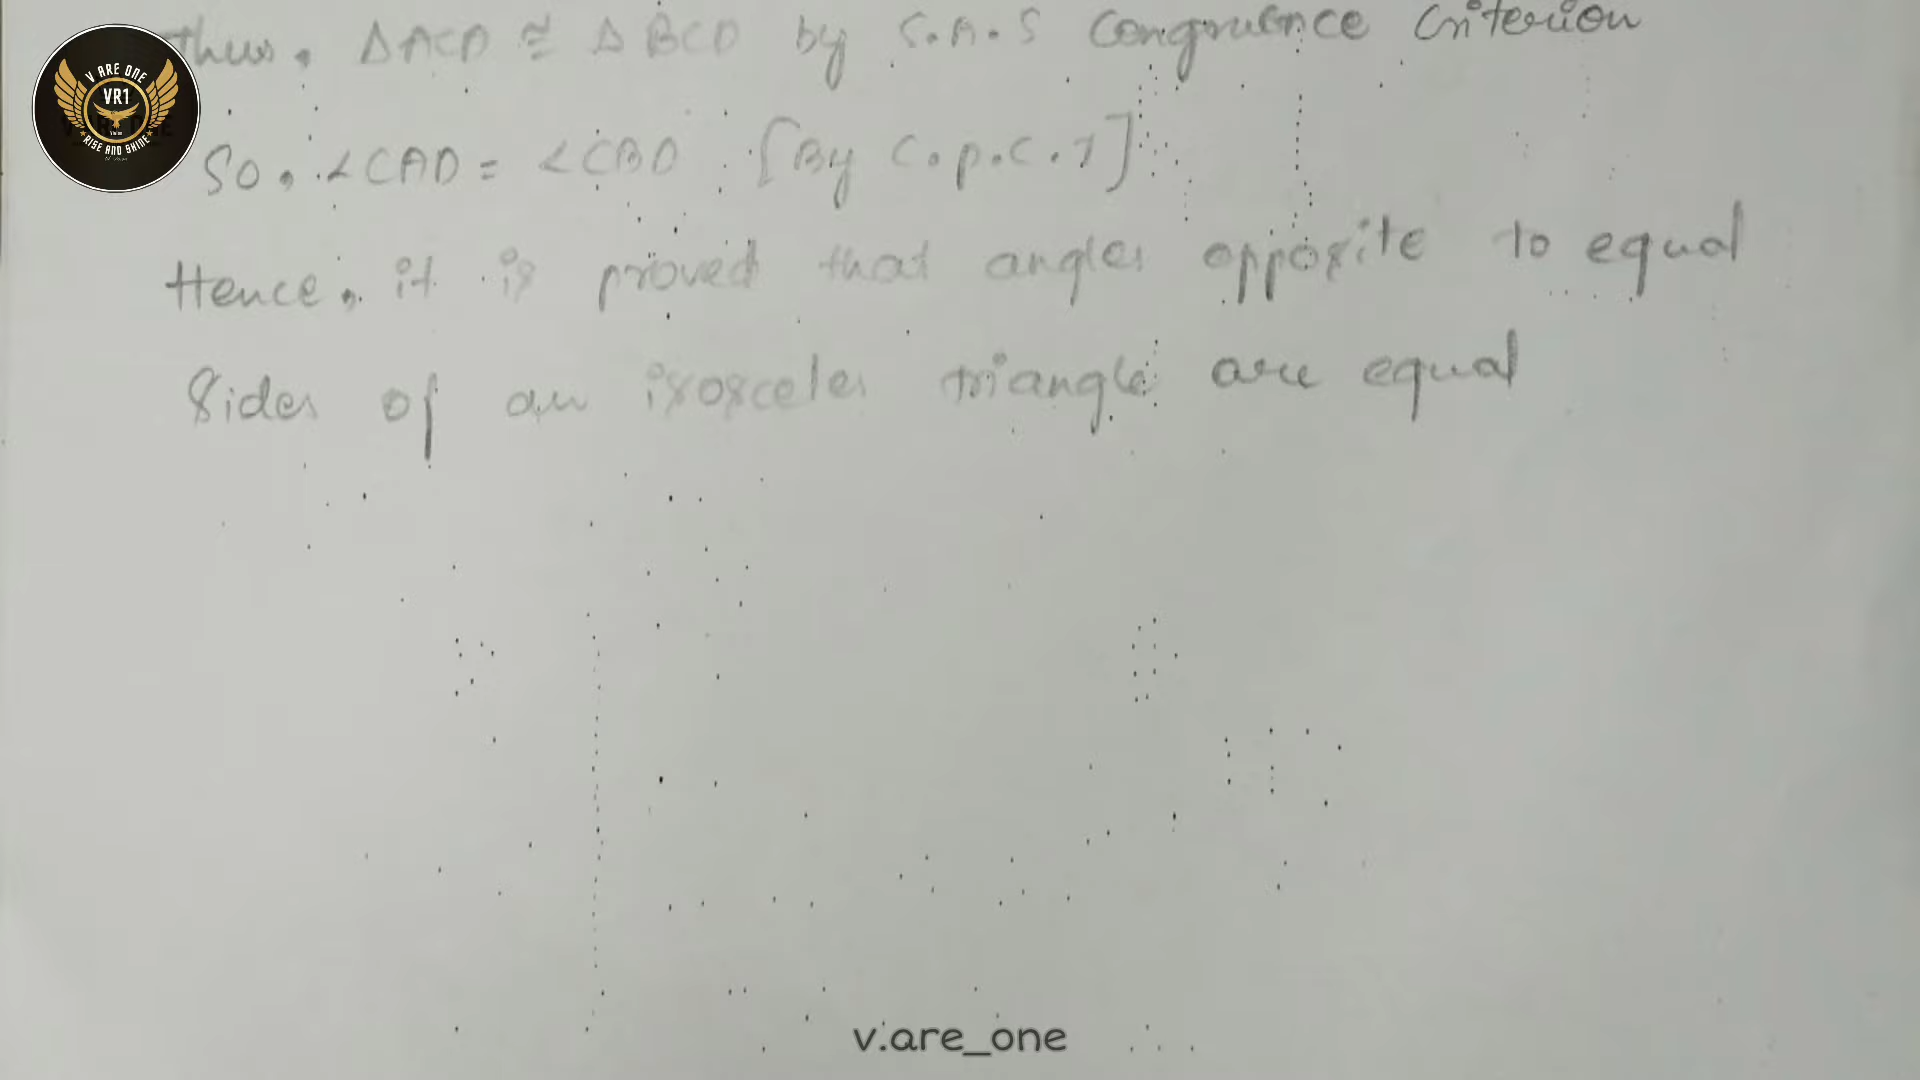 thus, ΔACD ≅ ΔBCD by S.A.S Congruence Criterion
V ARE ONE
VR1
RISE AND SHINE
So, ∠CAD = ∠CBD [By C.P.C.T]
Hence, it is proved that angles opposite to equal
Sides of an isosceles triangle are equal
v.are_one